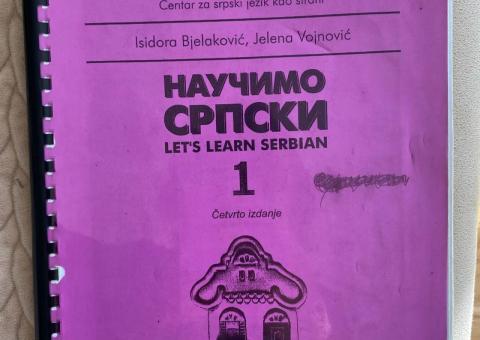 Centar za srpski jezik kao strani
Isidora Bjelaković, Jelena Vojnović
НАУЧИМО
СРПСКИ
LET'S LEARN SERBIAN
1
Četvrto izdanje